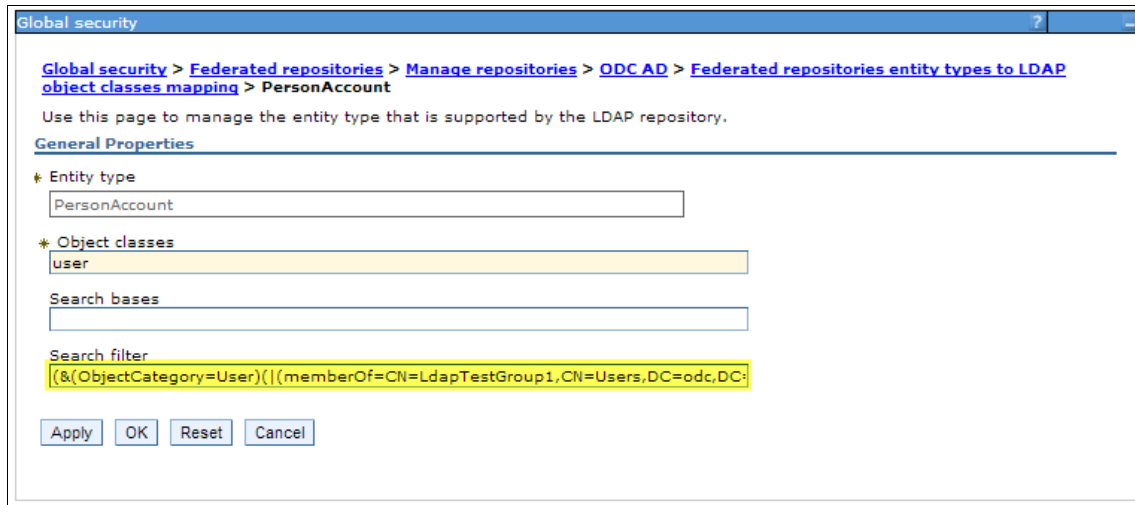 Global security ?
Global security > Federated repositories > Manage repositories > ODC AD > Federated repositories entity types to LDAP
object classes mapping > PersonAccount
Use this page to manage the entity type that is supported by the LDAP repository.
General Properties
* Entity type
PersonAccount
* Object classes
user
Search bases
Search filter
(&(ObjectCategory=User)(|(memberOf=CN=LdapTestGroup1,CN=Users,DC=odc,DC=
Apply OK Reset Cancel